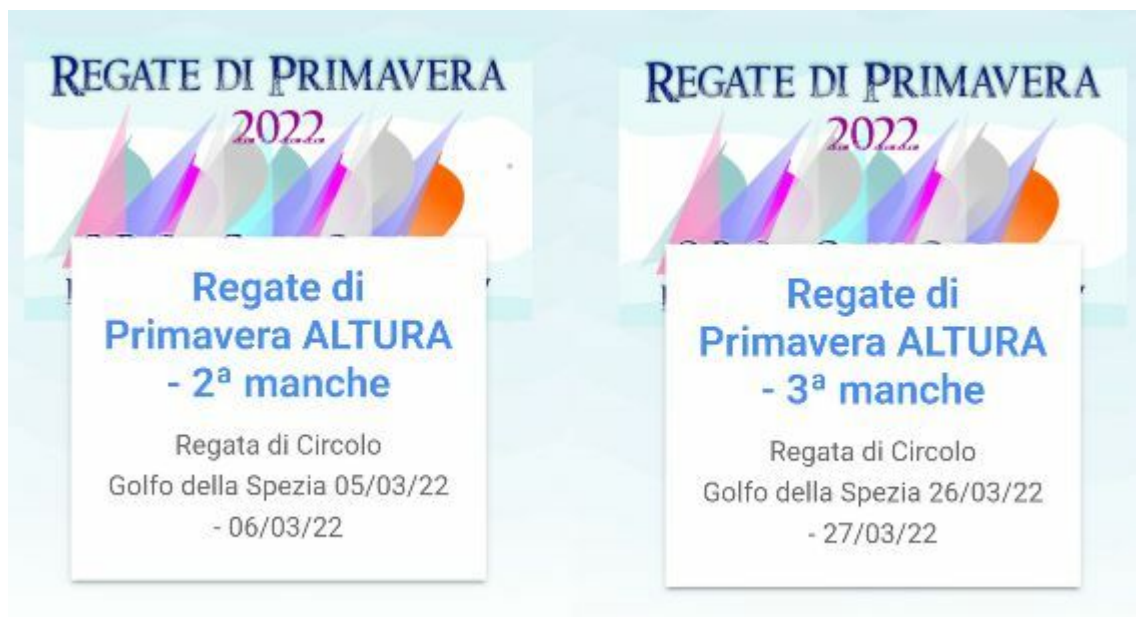 REGATE DI PRIMAVERA
2022
Regate di
Primavera ALTURA
- 2ª manche
Regata di Circolo
Golfo della Spezia 05/03/22
- 06/03/22
REGATE DI PRIMAVERA
2022
Regate di
Primavera ALTURA
- 3ª manche
Regata di Circolo
Golfo della Spezia 26/03/22
- 27/03/22